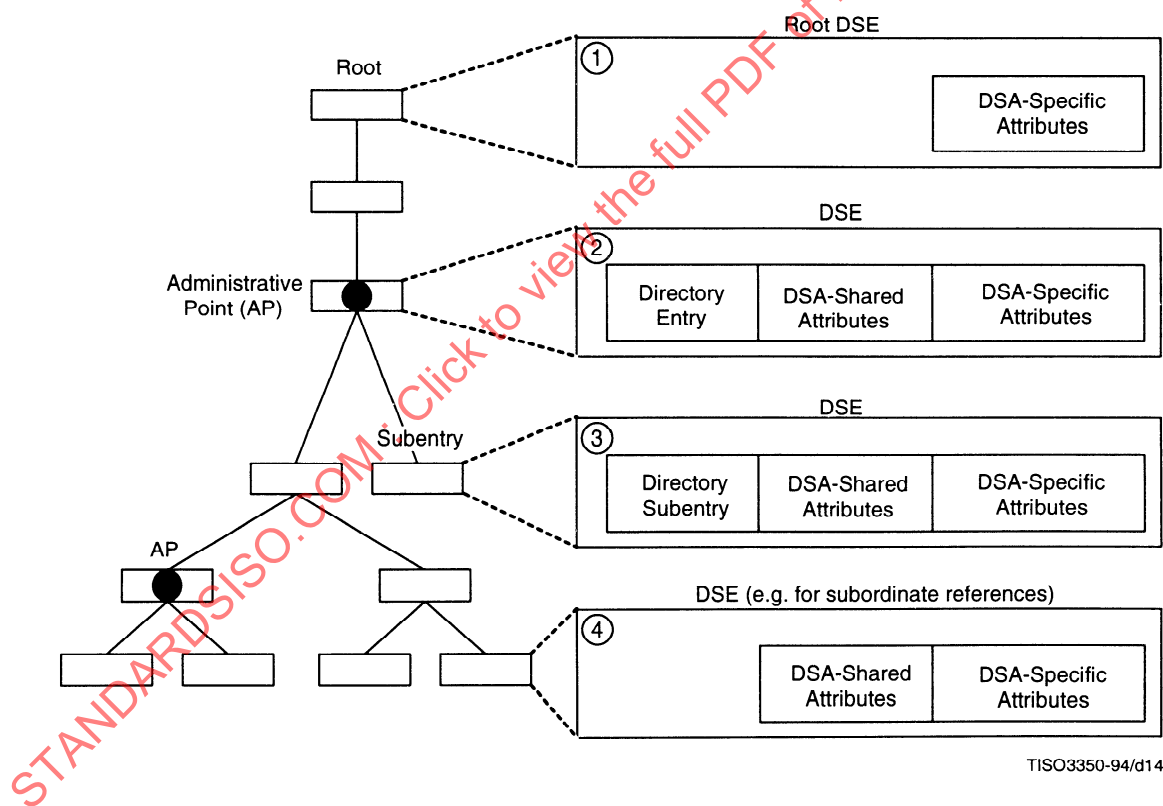 Root DSE
Root
1
DSA-Specific
Attributes
DSE
2
Administrative
Point (AP)
Directory
Entry
DSA-Shared
Attributes
DSA-Specific
Attributes
DSE
Subentry
3
Directory
Subentry
DSA-Shared
Attributes
DSA-Specific
Attributes
AP
DSE (e.g. for subordinate references)
4
DSA-Shared
Attributes
DSA-Specific
Attributes
TISO3350-94/d14
STANDARDSISO.COM : Click to view the full PDF of